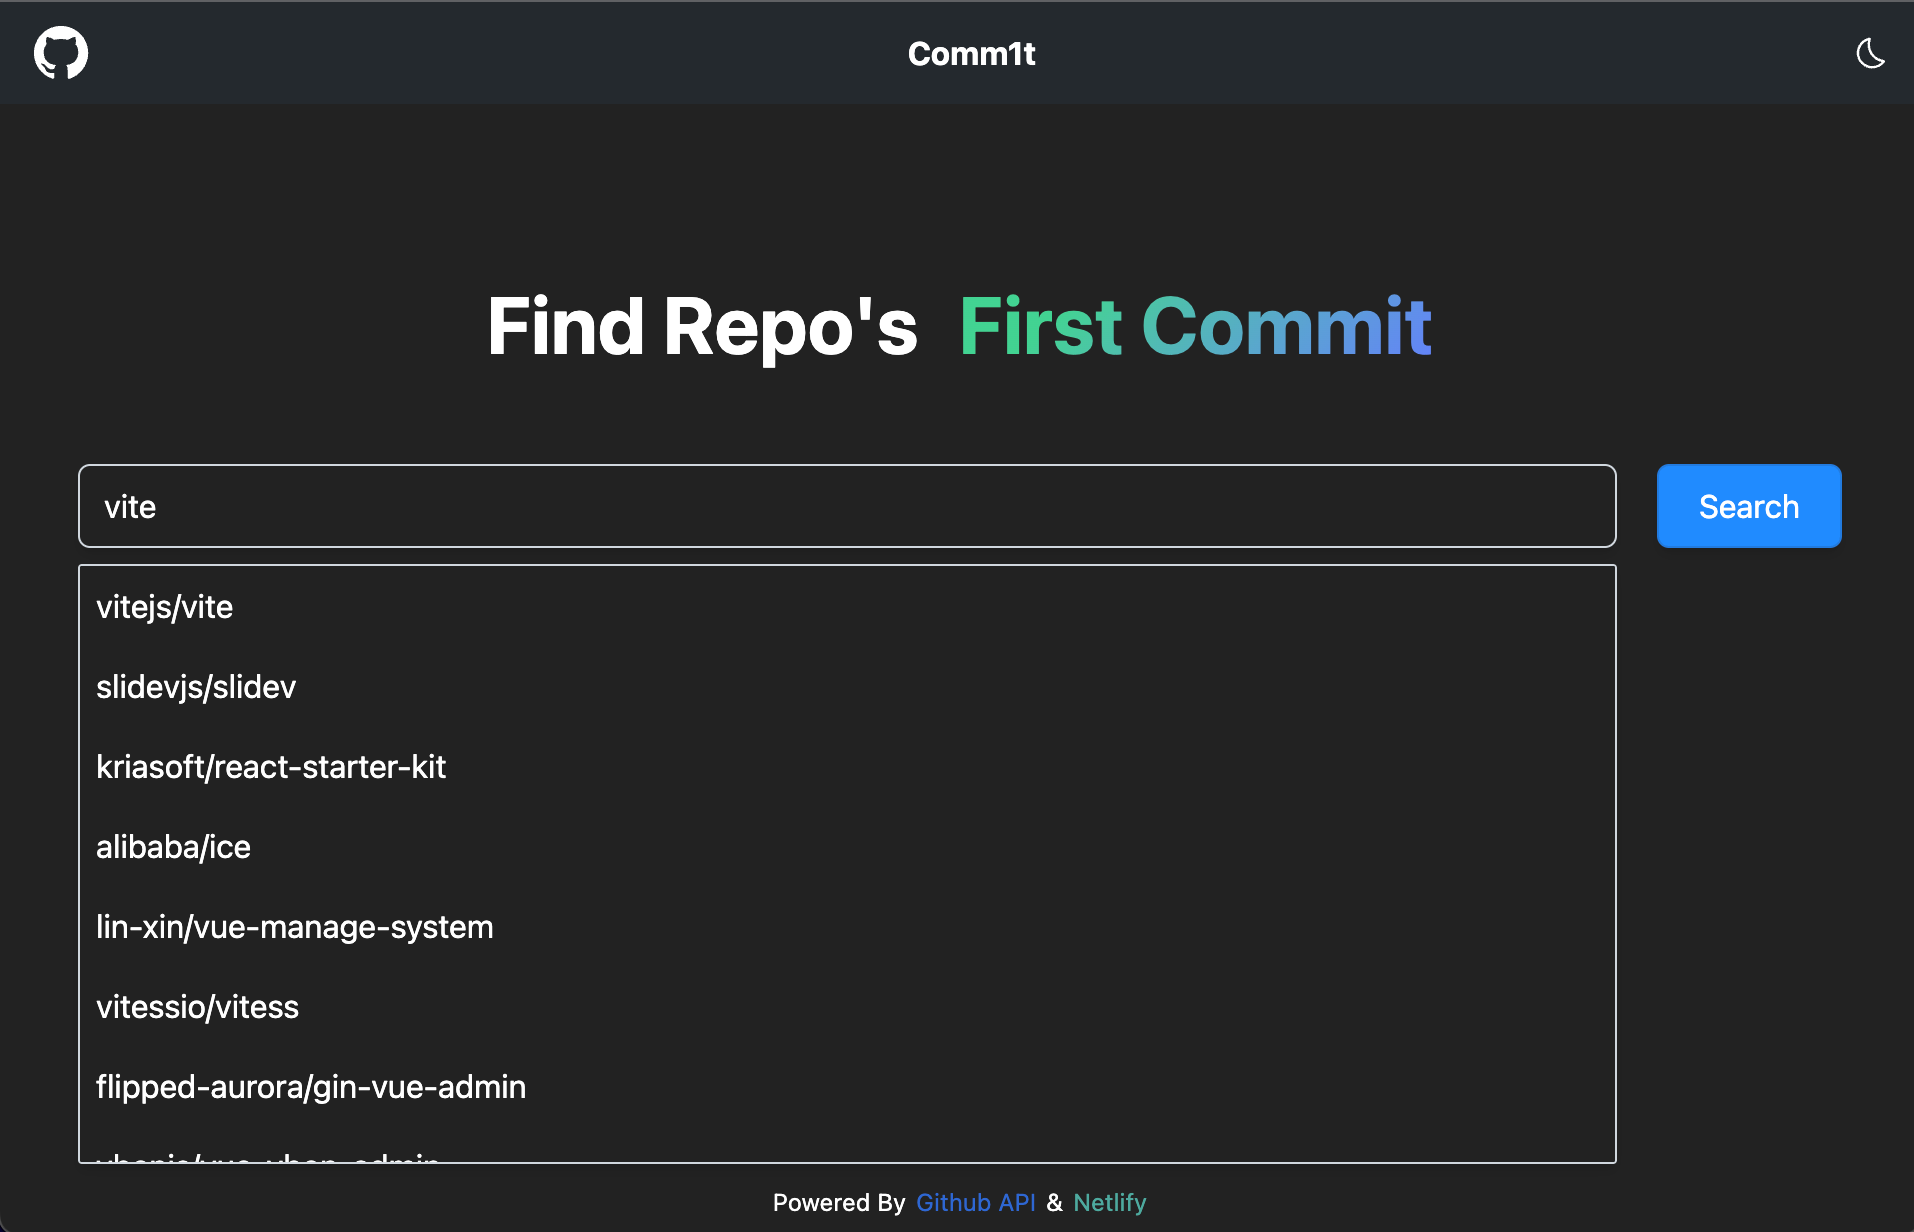 Comm1t
Find Repo's First Commit
vite
Search
vitejs/vite
slidevjs/slidev
kriasoft/react-starter-kit
alibaba/ice
lin-xin/vue-manage-system
vitessio/vitess
flipped-aurora/gin-vue-admin
Powered By Github API & Netlify